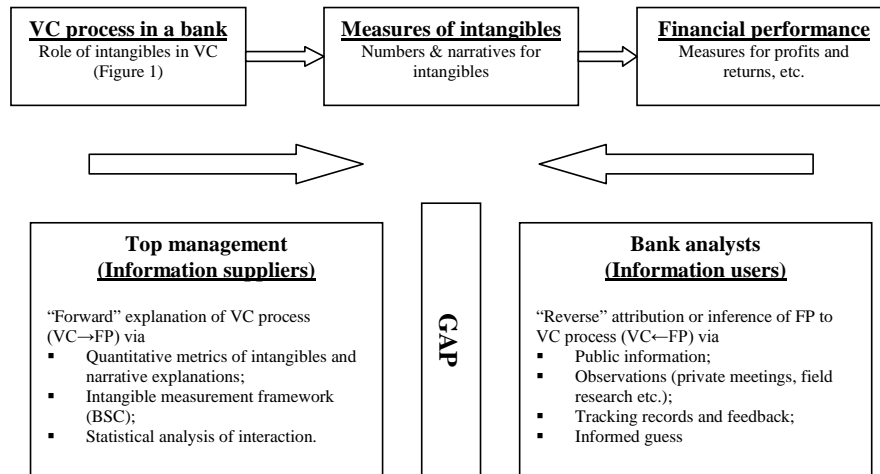 VC process in a bank
Role of intangibles in VC
(Figure 1)
Measures of intangibles
Numbers & narratives for
intangibles
Financial performance
Measures for profits and
returns, etc.
Top management
(Information suppliers)
“Forward” explanation of VC process
(VC→FP) via
▪ Quantitative metrics of intangibles and
narrative explanations;
▪ Intangible measurement framework
(BSC);
▪ Statistical analysis of interaction.
GAP
Bank analysts
(Information users)
“Reverse” attribution or inference of FP to
VC process (VC←FP) via
▪ Public information;
▪ Observations (private meetings, field
research etc.);
▪ Tracking records and feedback;
▪ Informed guess